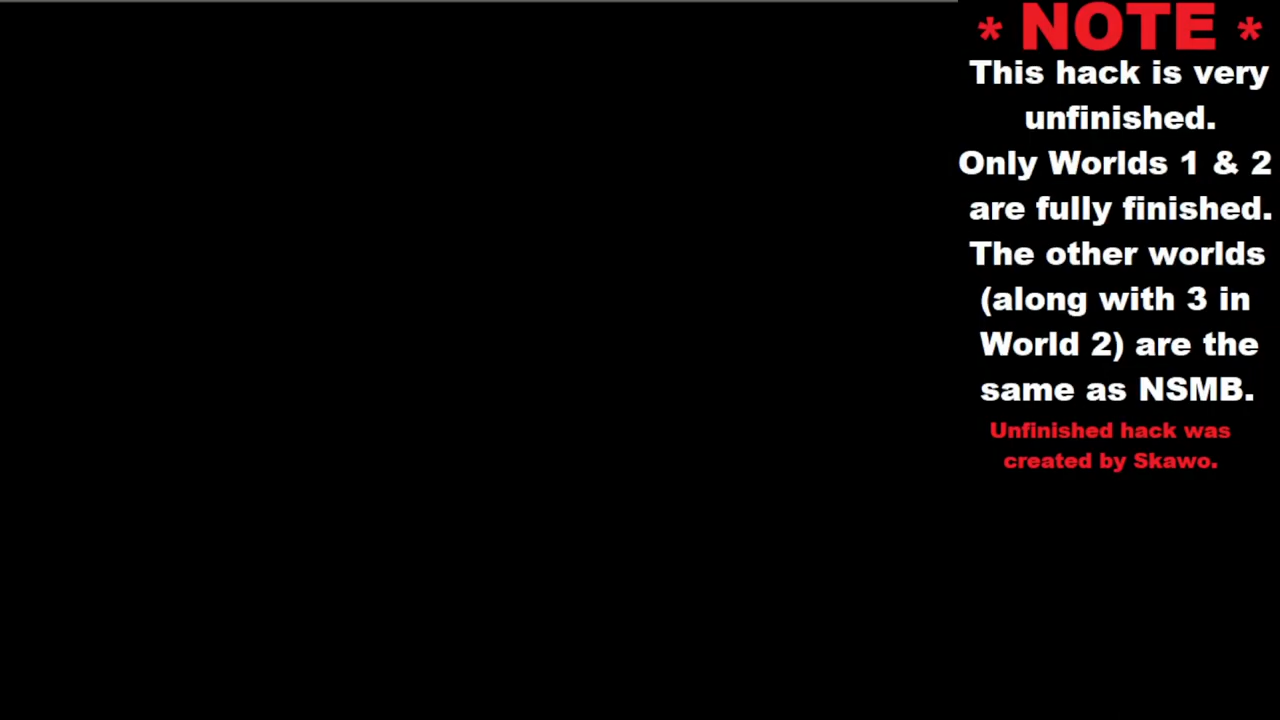 * NOTE *
This hack is very
unfinished.
Only Worlds 1 & 2
are fully finished.
The other worlds
(along with 3 in
World 2) are the
same as NSMB.
Unfinished hack was
created by Skawo.